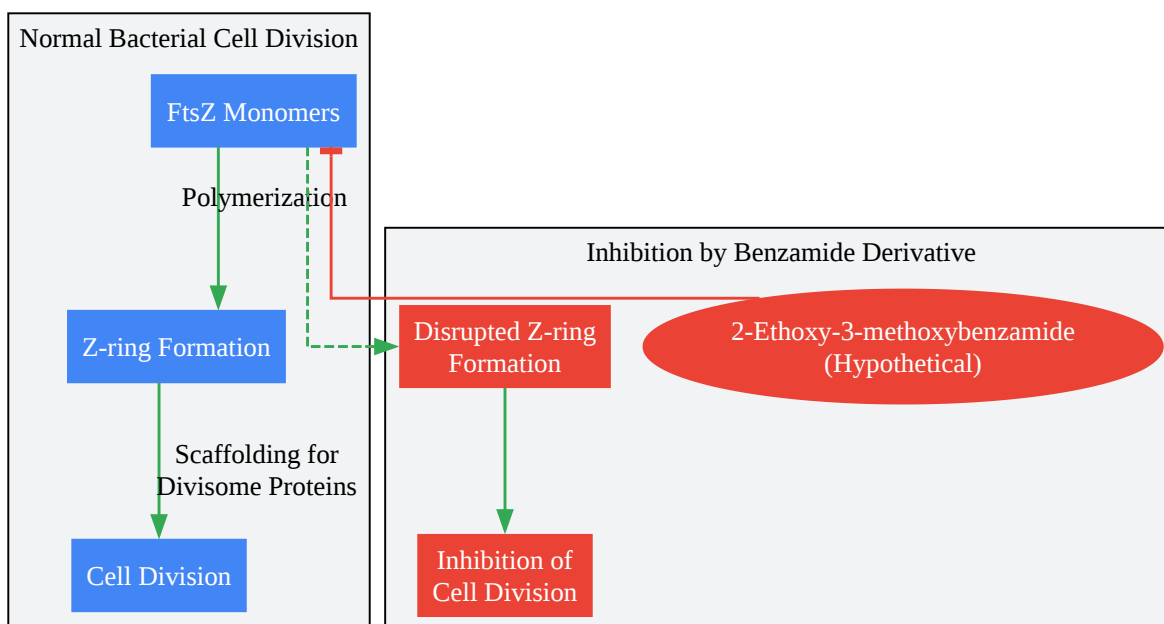 Normal Bacterial Cell Division
FtsZ Monomers
Polymerization
Z-ring Formation
Scaffolding for
Divisome Proteins
Cell Division
Inhibition by Benzamide Derivative
Disrupted Z-ring
Formation
2-Ethoxy-3-methoxybenzamide
(Hypothetical)
Inhibition of
Cell Division